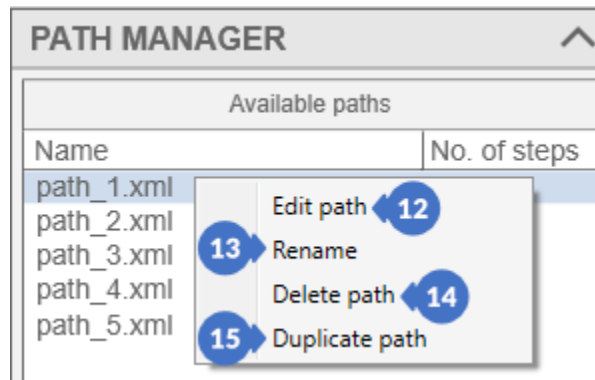 PATH MANAGER
Available paths
Name No. of steps
path_1.xml
path_2.xml
path_3.xml
path_4.xml
path_5.xml
Edit path 12
13 Rename
Delete path 14
15 Duplicate path